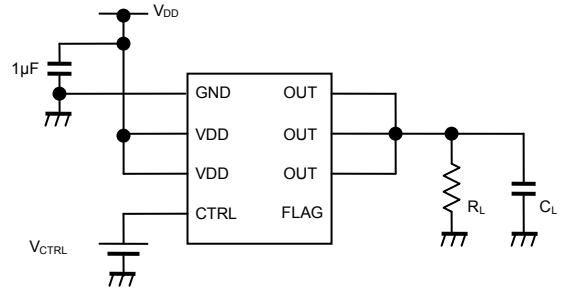 VDD
1µF
GND OUT
VDD OUT
VDD OUT
CTRL FLAG
RL CL
VCTRL